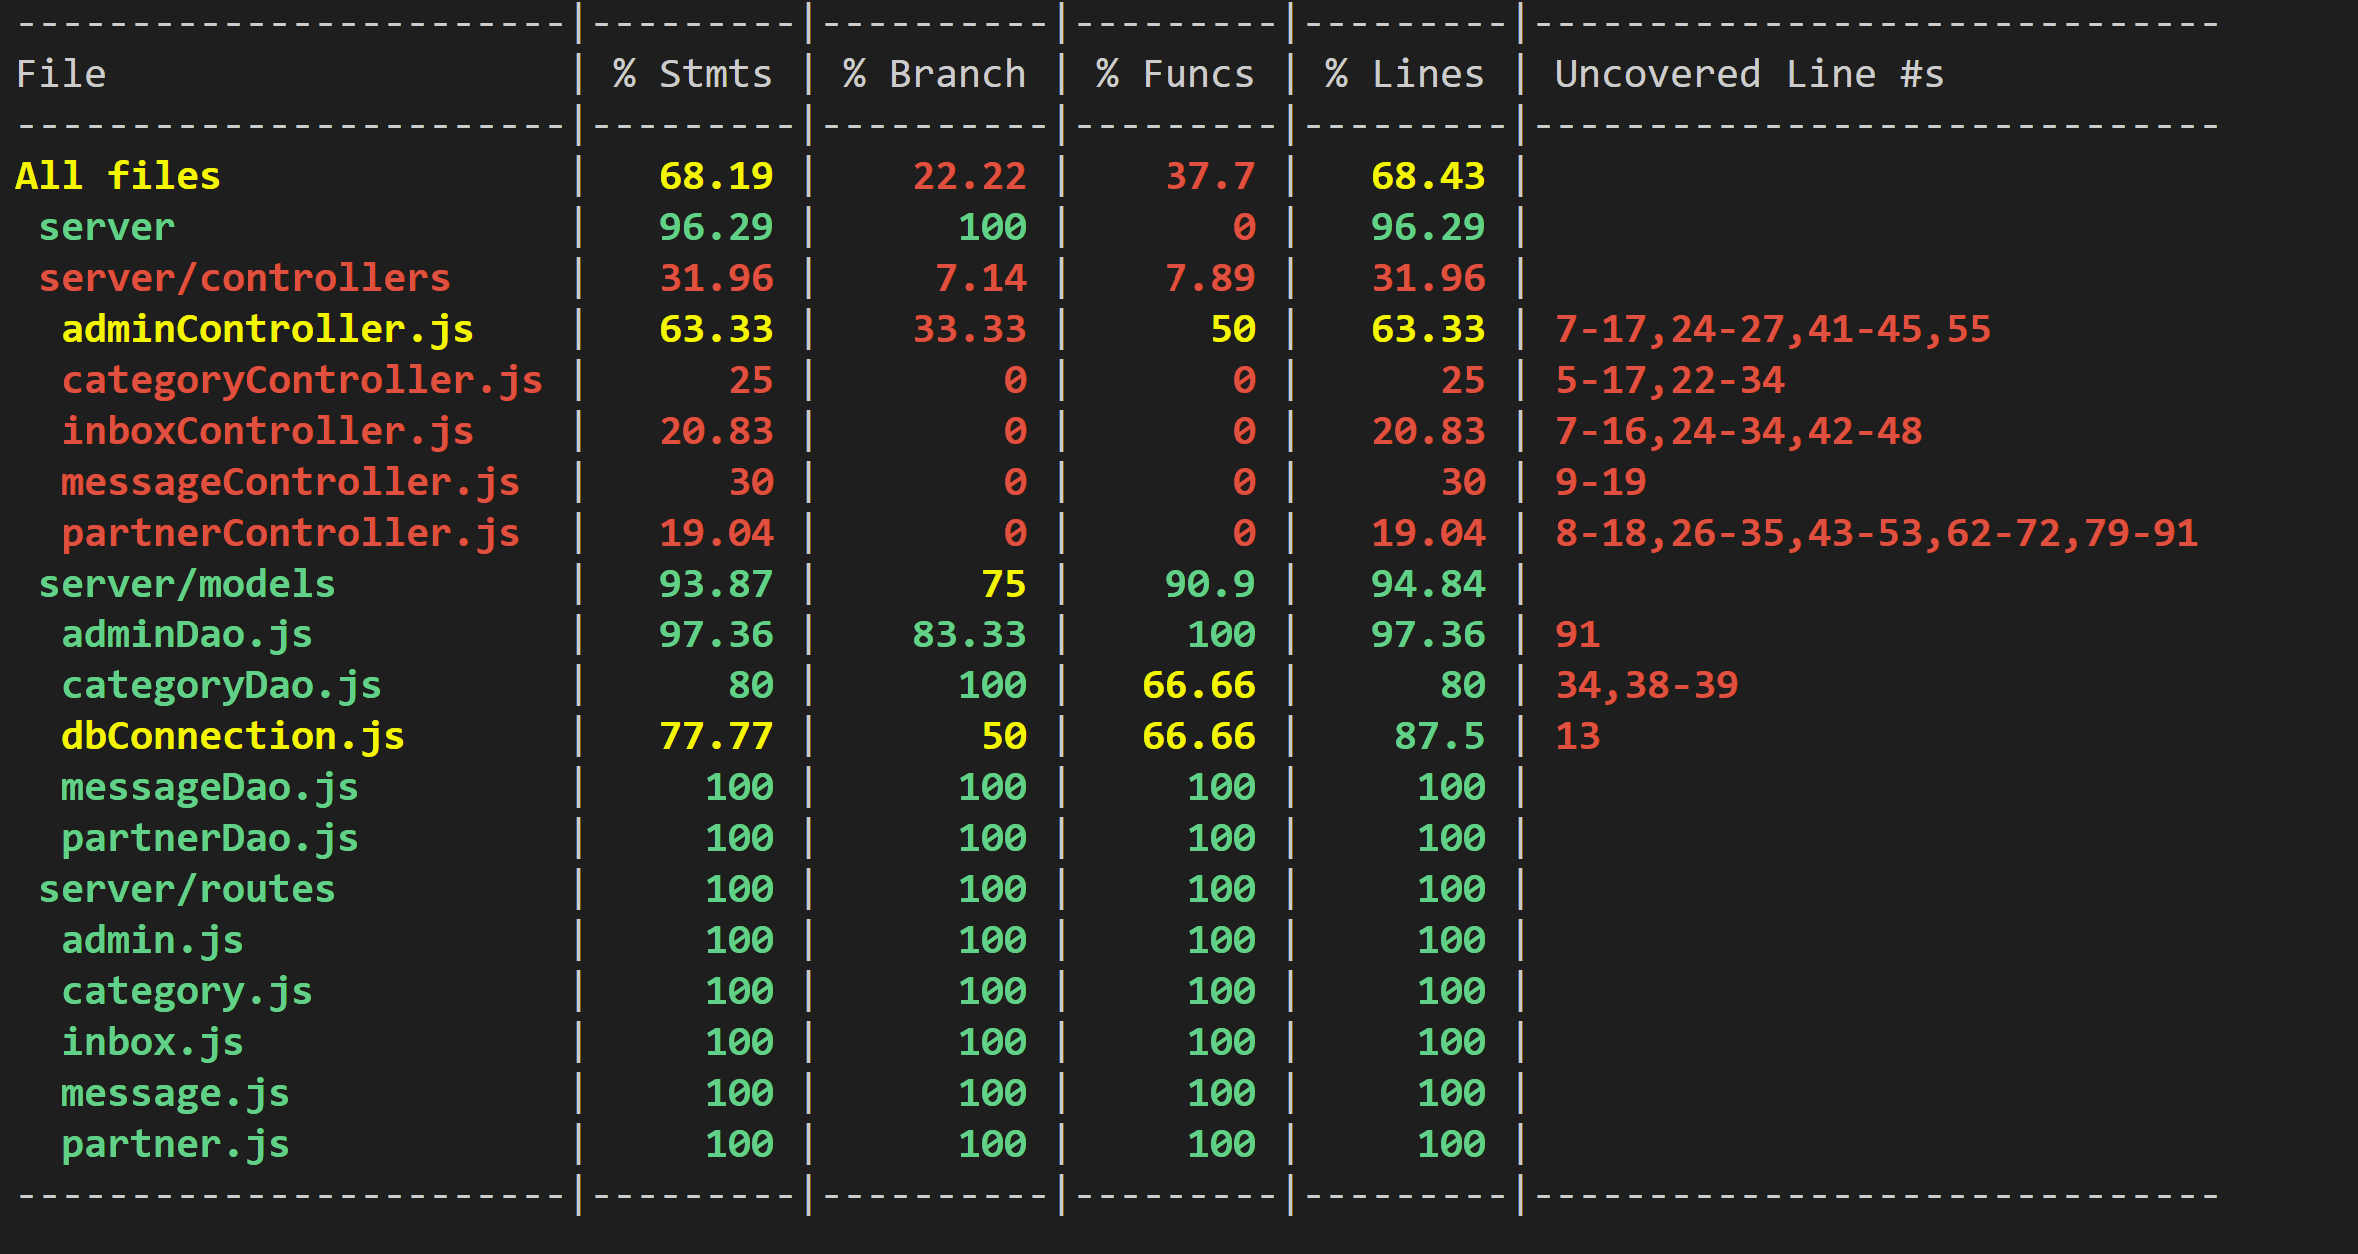 ------------------------|---------|----------|---------|---------|------------------------------
File                    | % Stmts | % Branch | % Funcs | % Lines | Uncovered Line #s
------------------------|---------|----------|---------|---------|------------------------------
All files               |   68.19 |    22.22 |    37.7 |   68.43 |
 server                 |   96.29 |      100 |       0 |   96.29 |
 server/controllers     |   31.96 |     7.14 |    7.89 |   31.96 |
  adminController.js    |   63.33 |    33.33 |      50 |   63.33 | 7-17,24-27,41-45,55
  categoryController.js |      25 |        0 |       0 |      25 | 5-17,22-34
  inboxController.js    |   20.83 |        0 |       0 |   20.83 | 7-16,24-34,42-48
  messageController.js  |      30 |        0 |       0 |      30 | 9-19
  partnerController.js  |   19.04 |        0 |       0 |   19.04 | 8-18,26-35,43-53,62-72,79-91
 server/models          |   93.87 |       75 |    90.9 |   94.84 |
  adminDao.js           |   97.36 |    83.33 |     100 |   97.36 | 91
  categoryDao.js        |      80 |      100 |   66.66 |      80 | 34,38-39
  dbConnection.js       |   77.77 |       50 |   66.66 |    87.5 | 13
  messageDao.js         |     100 |      100 |     100 |     100 |
  partnerDao.js         |     100 |      100 |     100 |     100 |
 server/routes          |     100 |      100 |     100 |     100 |
  admin.js              |     100 |      100 |     100 |     100 |
  category.js           |     100 |      100 |     100 |     100 |
  inbox.js              |     100 |      100 |     100 |     100 |
  message.js            |     100 |      100 |     100 |     100 |
  partner.js            |     100 |      100 |     100 |     100 |
------------------------|---------|----------|---------|---------|------------------------------